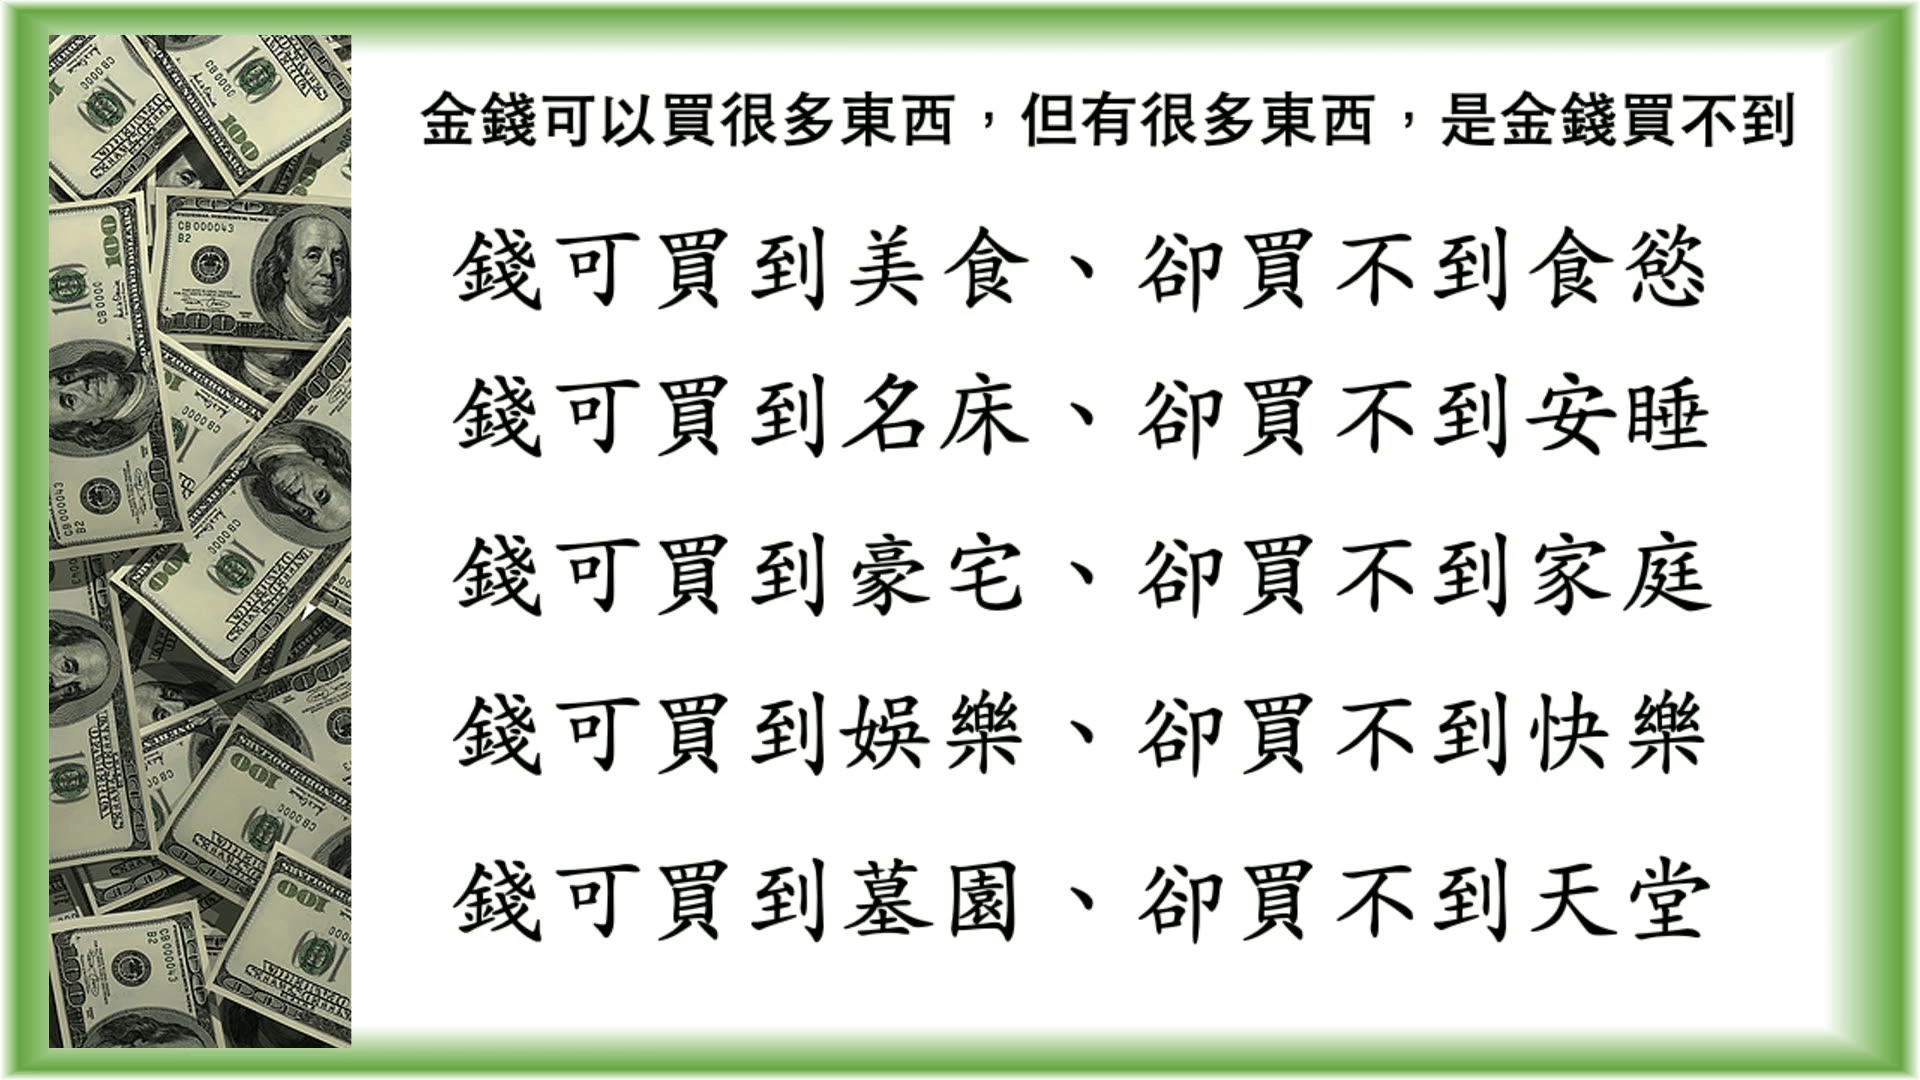 金錢可以買很多東西，但有很多東西，是金錢買不到
錢可買到美食、卻買不到食慾
錢可買到名床、卻買不到安睡
錢可買到豪宅、卻買不到家庭
錢可買到娛樂、卻買不到快樂
錢可買到墓園、卻買不到天堂